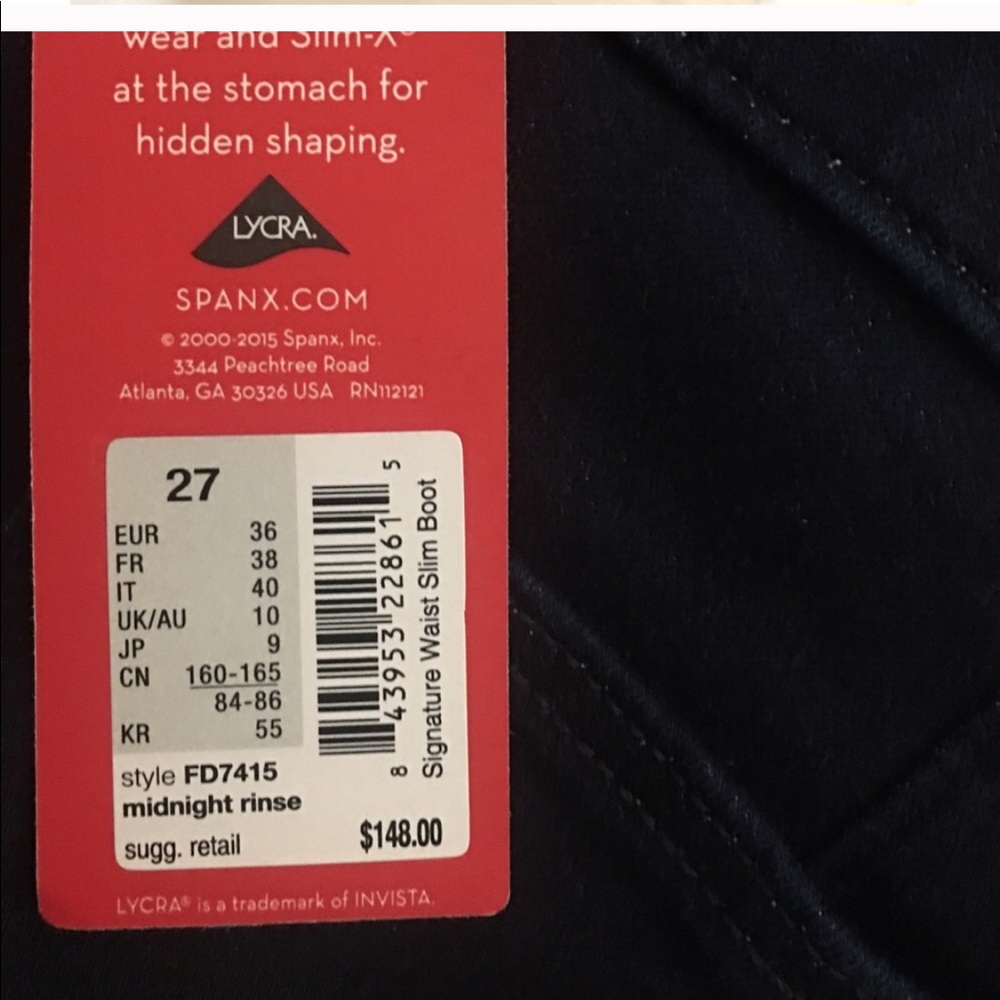 wear and Slim-X®
at the stomach for
hidden shaping.
LYCRA.
SPANX.COM
© 2000-2015 Spanx, Inc.
3344 Peachtree Road
Atlanta, GA 30326 USA RN112121
27
EUR 36
FR 38
IT 40
UK/AU 10
JP 9
CN 160-165
84-86
KR 55
8 43953 22861 5
Signature Waist Slim Boot
style FD7415
midnight rinse
sugg. retail $148.00
LYCRA® is a trademark of INVISTA.